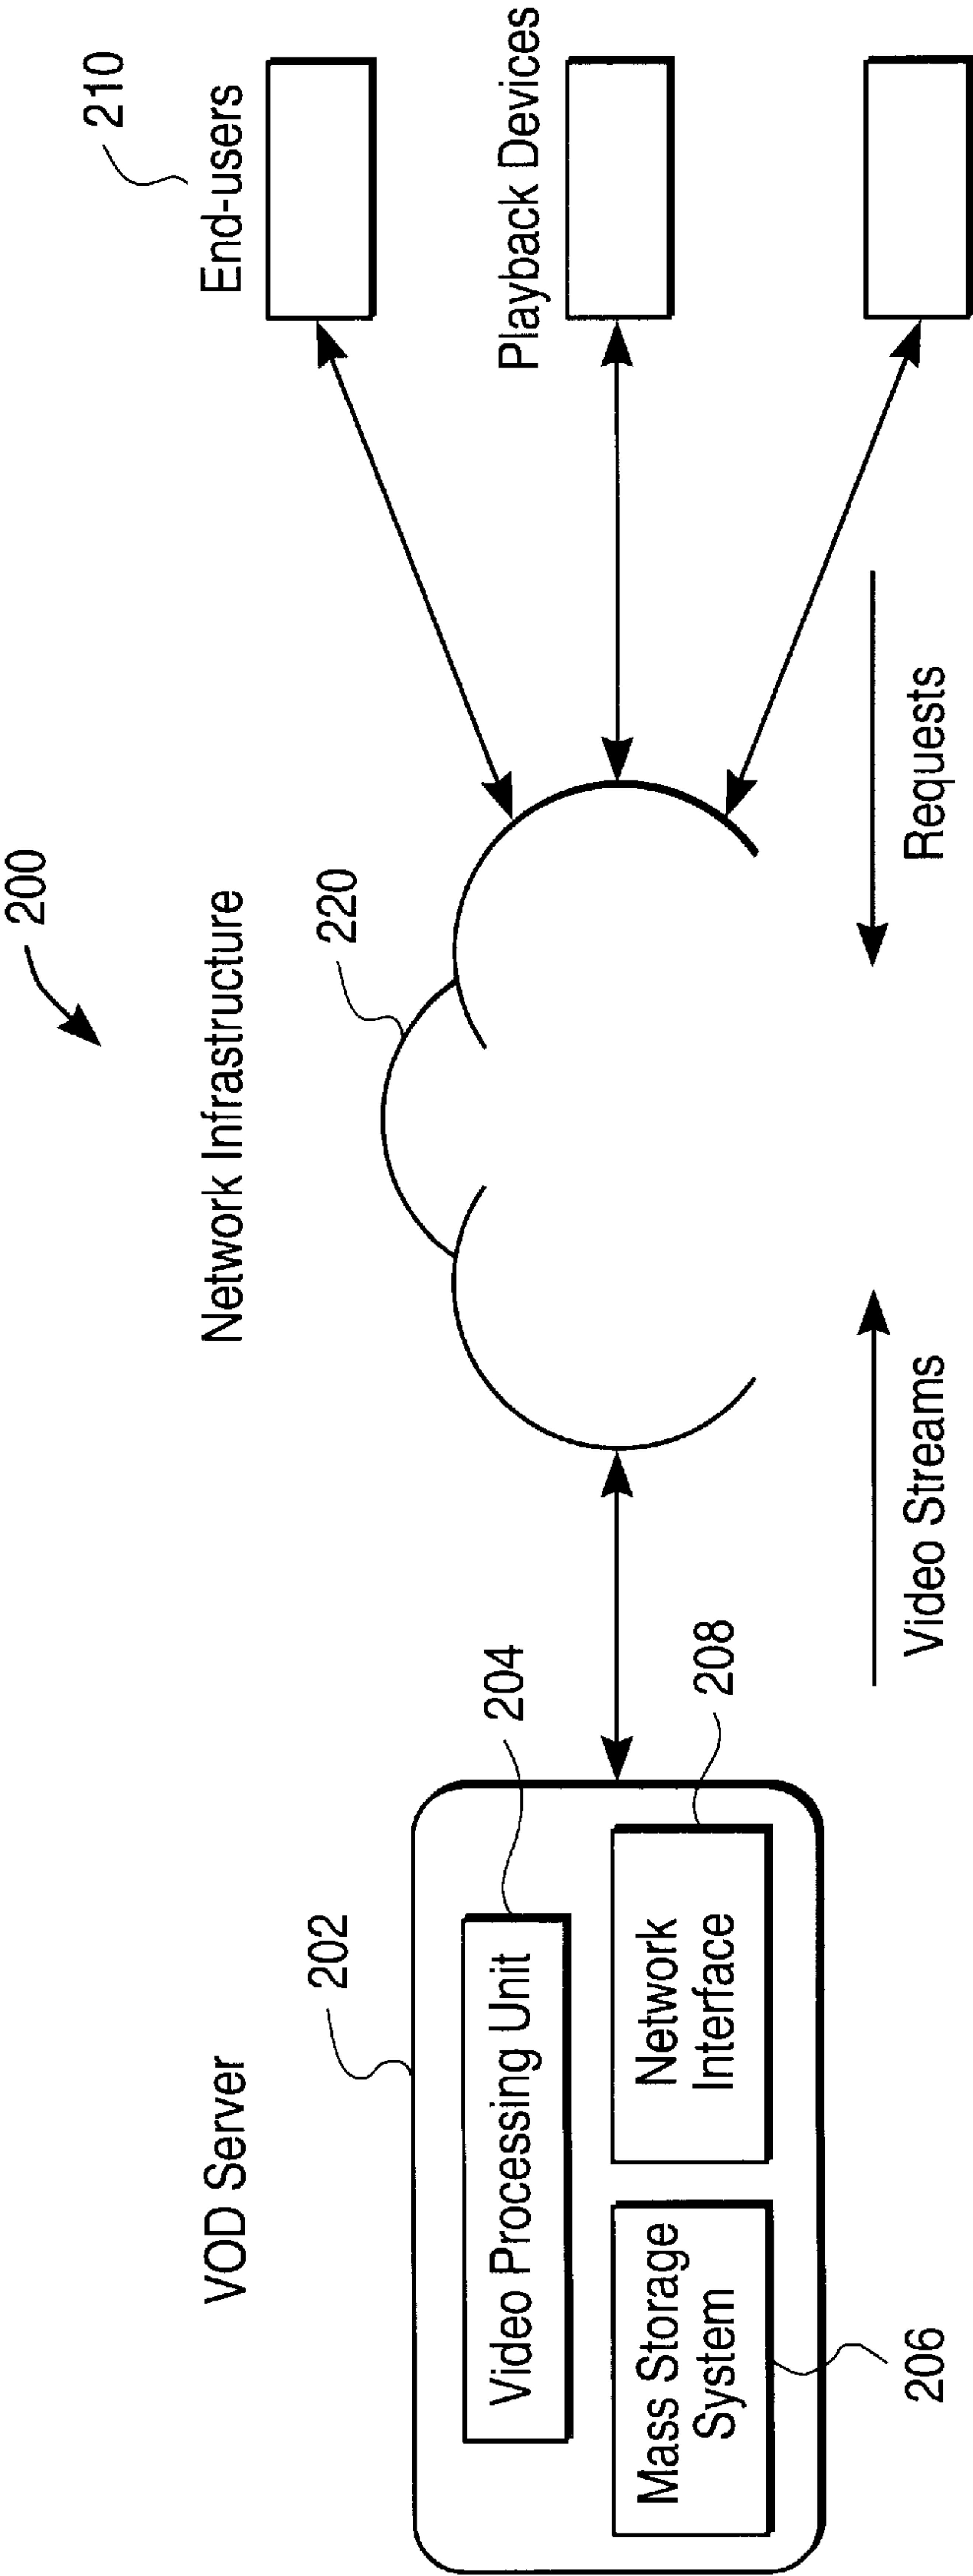 200
VOD Server
Network Infrastructure
End-users
210
202
220
Video Processing Unit
204
Playback Devices
Mass Storage
System
Network
Interface
208
206
Video Streams
Requests